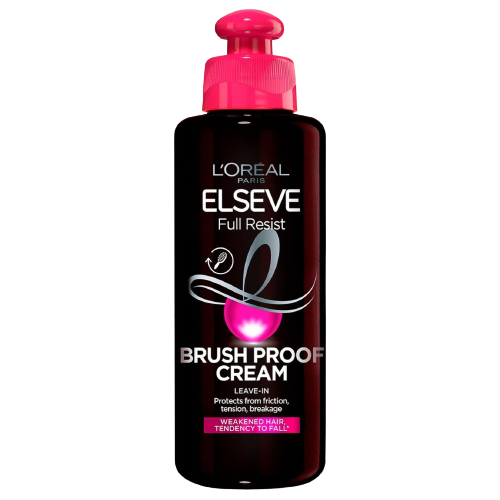 L'ORÉAL
PARIS
ELSEVE
Full Resist
BRUSH PROOF
CREAM
LEAVE-IN
Protects from friction,
tension, breakage
WEAKENED HAIR,
TENDENCY TO FALL*